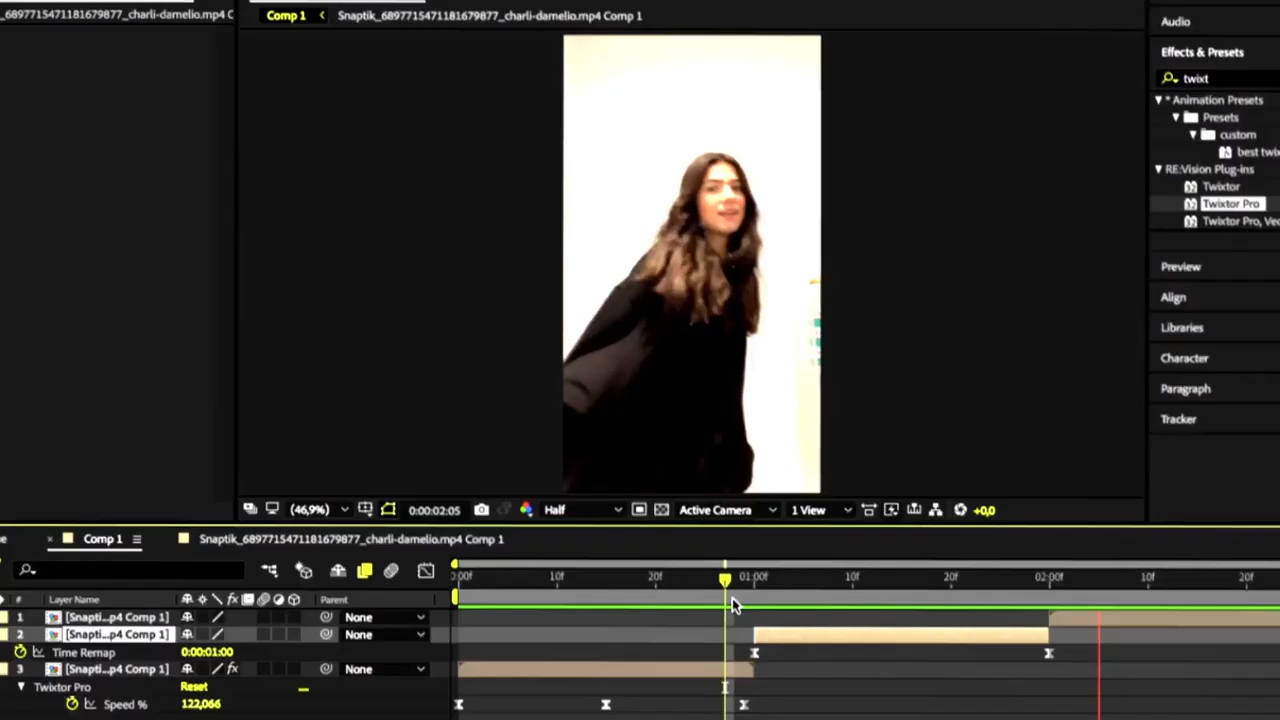 _6897715471181679877_charli-damelio.mp4 C
Comp 1 Snaptik_6897715471181679877_charli-damelio.mp4 Comp 1
Audio
Effects & Presets
twixt
* Animation Presets
Presets
custom
best twix
RE:Vision Plug-ins
Twixtor
Twixtor Pro
Twixtor Pro, Vec
Preview
Align
Libraries
Character
Paragraph
Tracker
(46,9%) 0:00:02:05 Half Active Camera 1 View +0,0
e × Comp 1 Snaptik_6897715471181679877_charli-damelio.mp4 Comp 1
0:00f 10f 20f 01:00f 10f 20f 02:00f 10f 20f
# Layer Name fx Parent
1 [Snapti...p4 Comp 1] None
2 [Snapti...p4 Comp 1] None
Time Remap 0:00:01:00
3 [Snapti...p4 Comp 1] fx None
Twixtor Pro Reset
Speed % 122,066